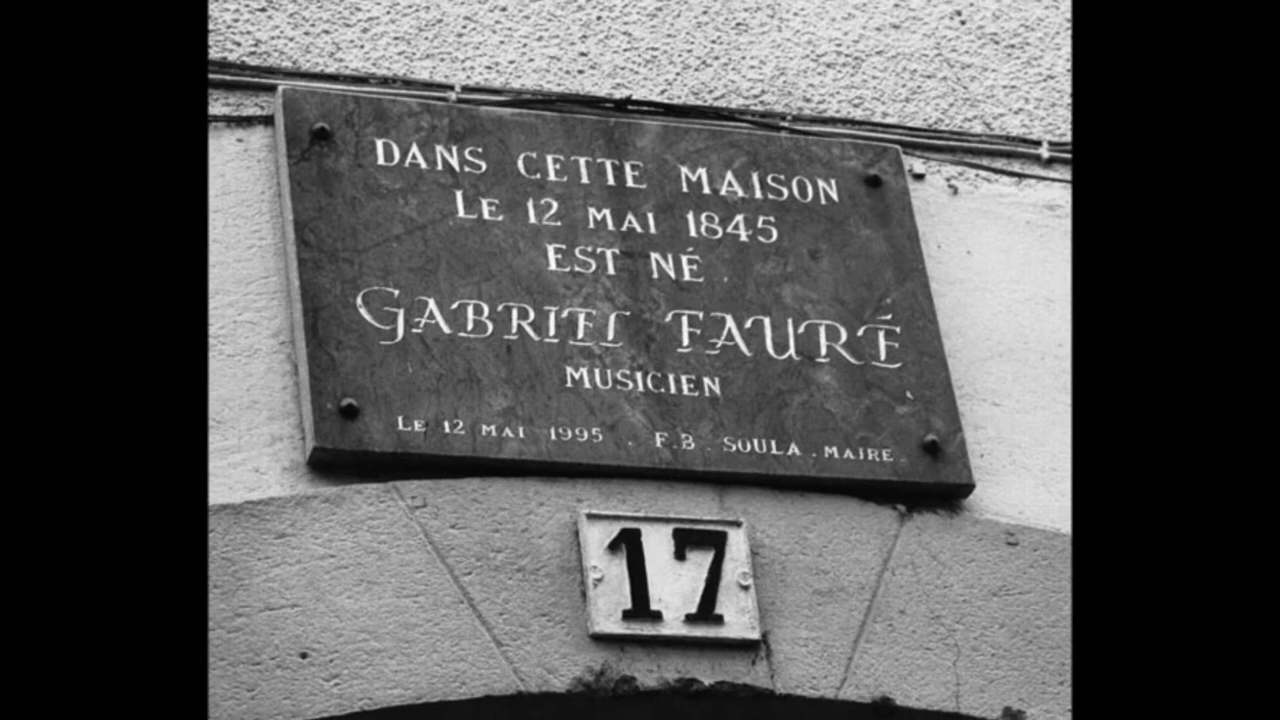 DANS CETTE MAISON
LE 12 MAI 1845
EST NÉ
GABRIEL FAURÉ
MUSICIEN
LE 12 MAI 1995 . F.B. SOULA . MAIRE.
17